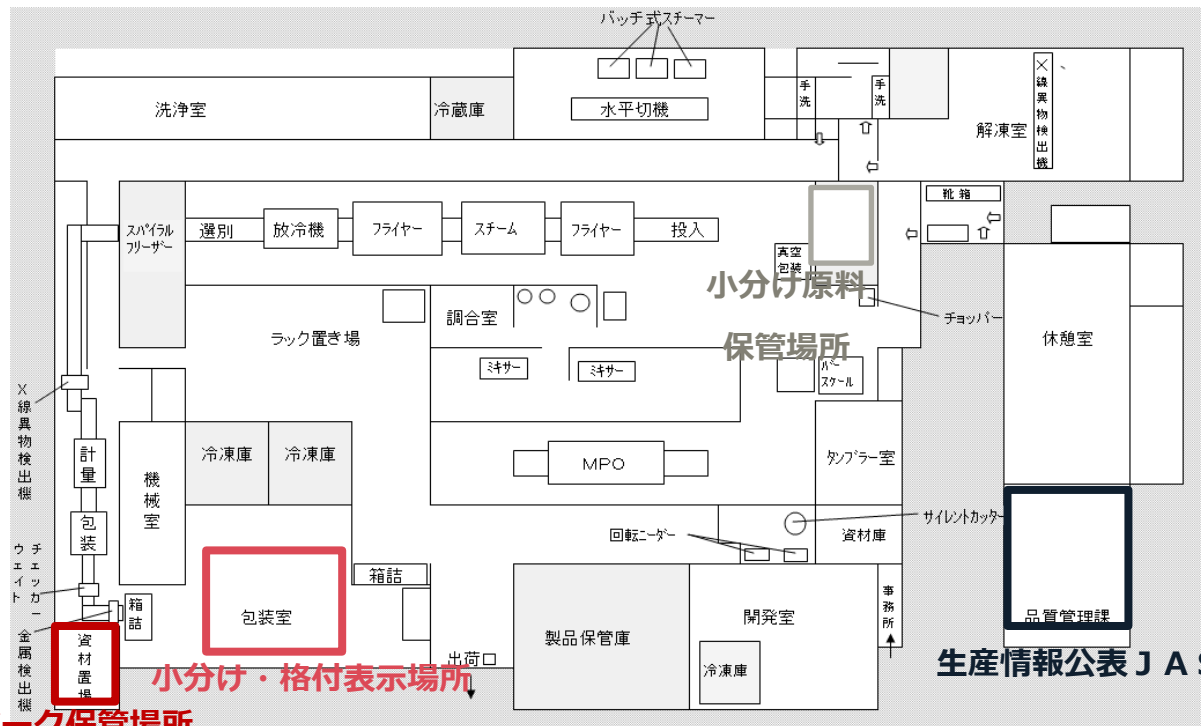 バッチ式スチーマー
洗浄室
冷蔵庫
水平切機
手洗
手洗
解凍室
X線異物検出機
靴箱
スパイラル
フリーザー
選別
放冷機
フライヤー
スチーム
フライヤー
投入
真空
包装
小分け原料
保管場所
チョッパー
休憩室
調合室
ラック置き場
ミキサー
ミキサー
バー
スケール
X線異物検出機
計量
機械室
冷凍庫
冷凍庫
MPO
タンブラー室
包装
サイレントカッター
回転ニーダー
資材庫
ウェイト
チェッカー
箱詰
箱詰
包装室
製品保管庫
開発室
事務所
品質管理課
金属検出機
資材置場
小分け・格付表示場所
出荷口
冷凍庫
生産情報公表JAS
ーク保管場所